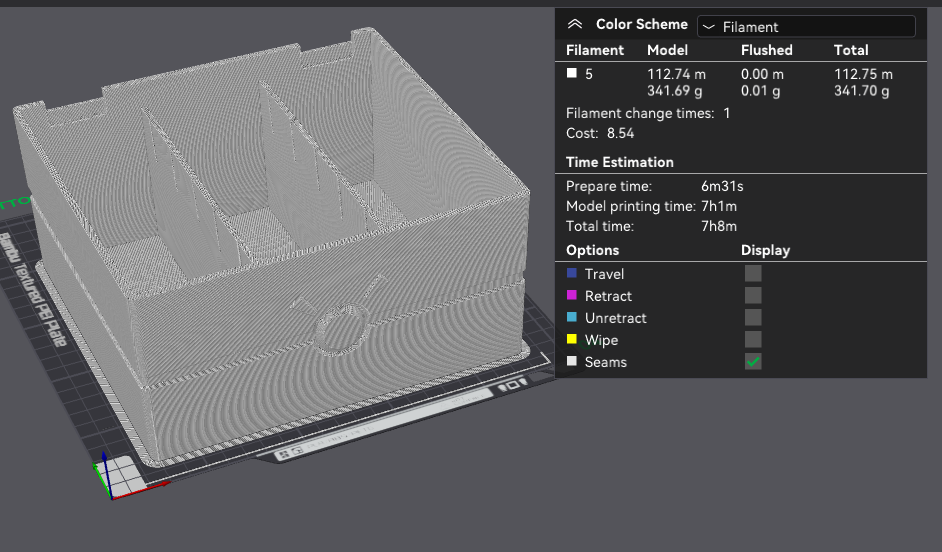 Color Scheme Filament
Filament Model Flushed Total
5 112.74 m 0.00 m 112.75 m
341.69 g 0.01 g 341.70 g
Filament change times: 1
Cost: 8.54
Time Estimation
Prepare time: 6m31s
Model printing time: 7h1m
Total time: 7h8m
Options Display
Travel
Retract
Unretract
Wipe
Seams
Bambu Textured PEI Plate